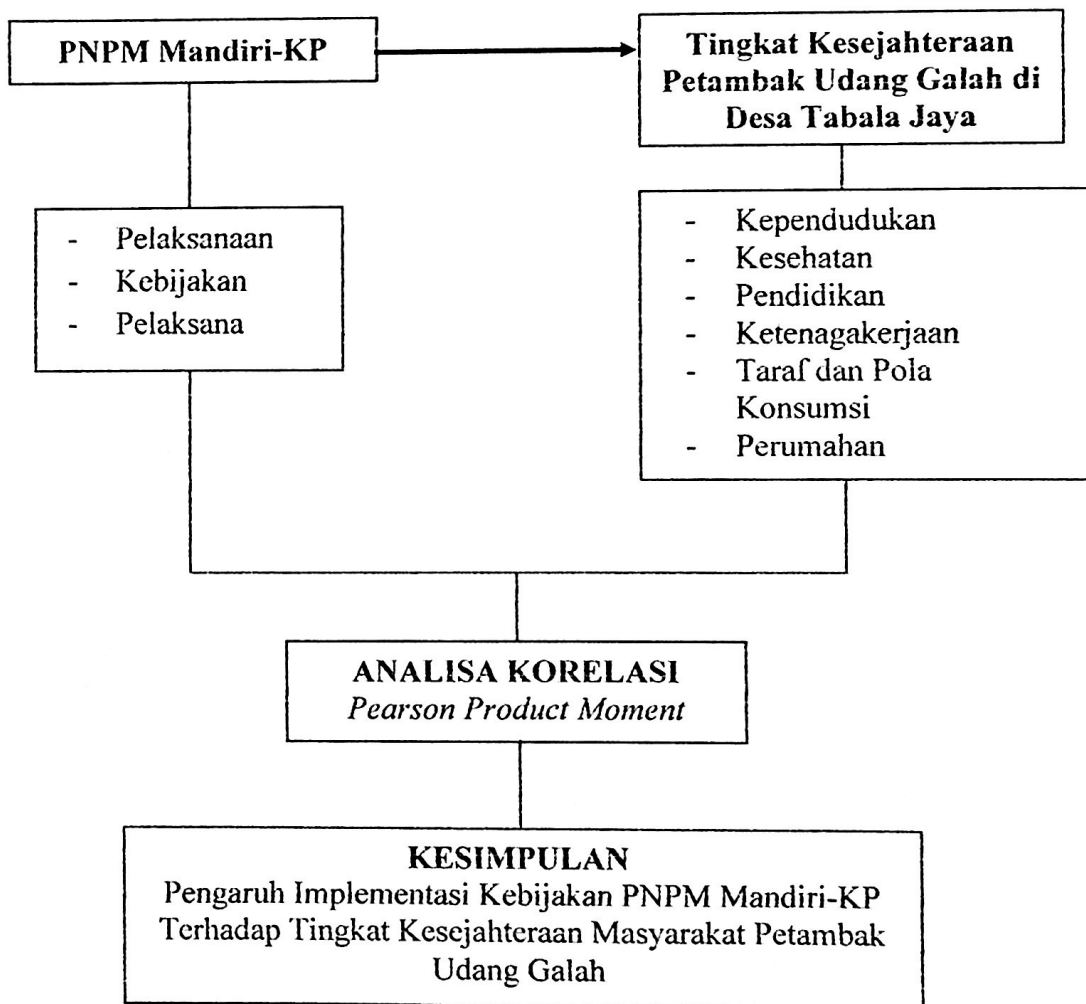 PNPM Mandiri-KP
Tingkat Kesejahteraan
Petambak Udang Galah di
Desa Tabala Jaya
- Pelaksanaan
- Kebijakan
- Pelaksana
- Kependudukan
- Kesehatan
- Pendidikan
- Ketenagakerjaan
- Taraf dan Pola
Konsumsi
- Perumahan
ANALISA KORELASI
Pearson Product Moment
KESIMPULAN
Pengaruh Implementasi Kebijakan PNPM Mandiri-KP
Terhadap Tingkat Kesejahteraan Masyarakat Petambak
Udang Galah